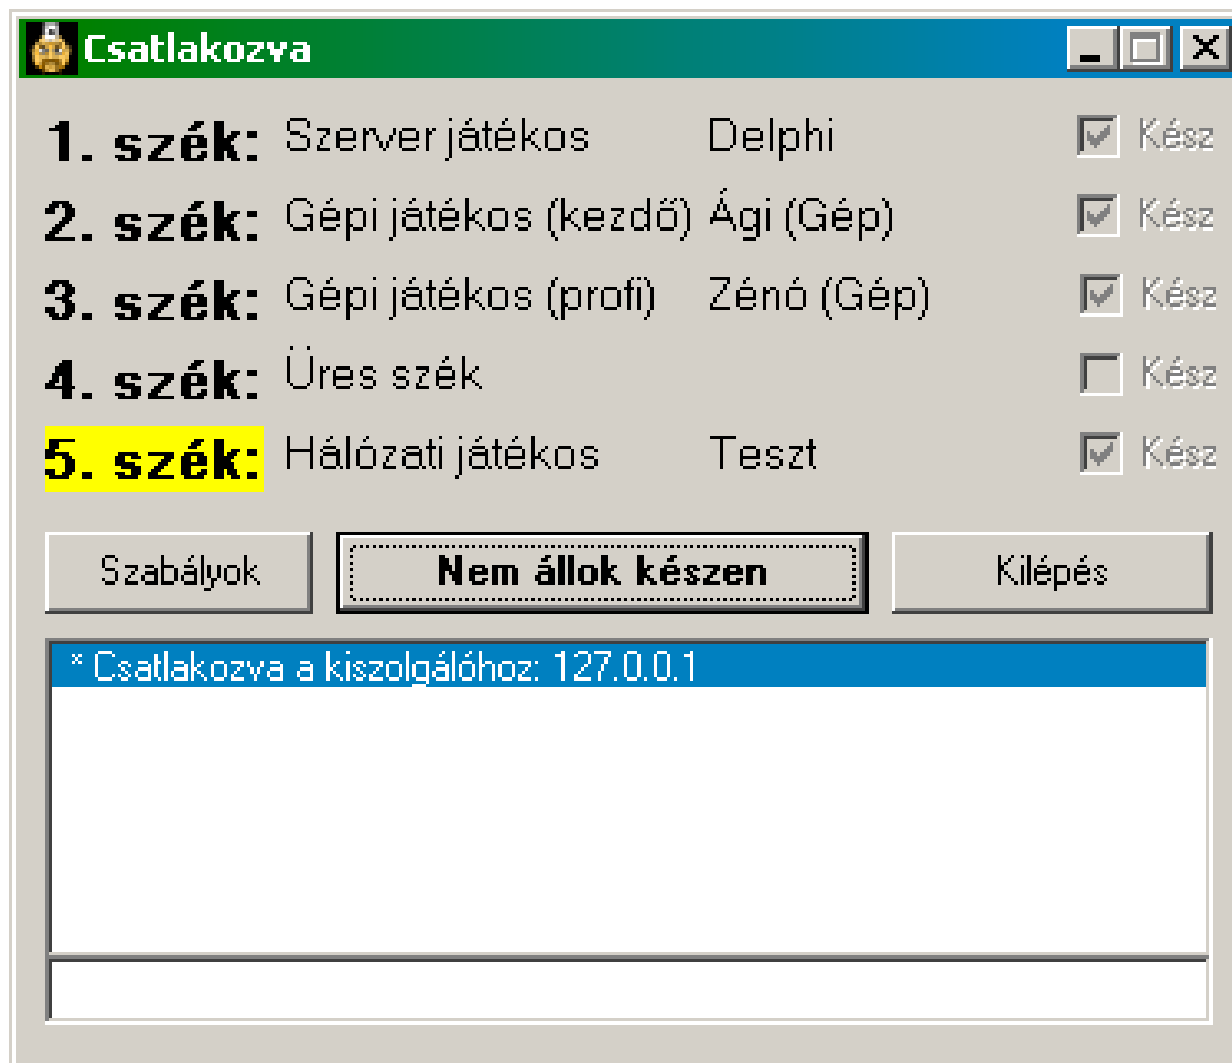 Csatlakozva
1. szék: Szerver játékos Delphi Kész
2. szék: Gépi játékos (kezdő) Ági (Gép) Kész
3. szék: Gépi játékos (profi) Zénó (Gép) Kész
4. szék: Üres szék Kész
5. szék: Hálózati játékos Teszt Kész
Szabályok Nem állok készen Kilépés
* Csatlakozva a kiszolgálóhoz: 127.0.0.1